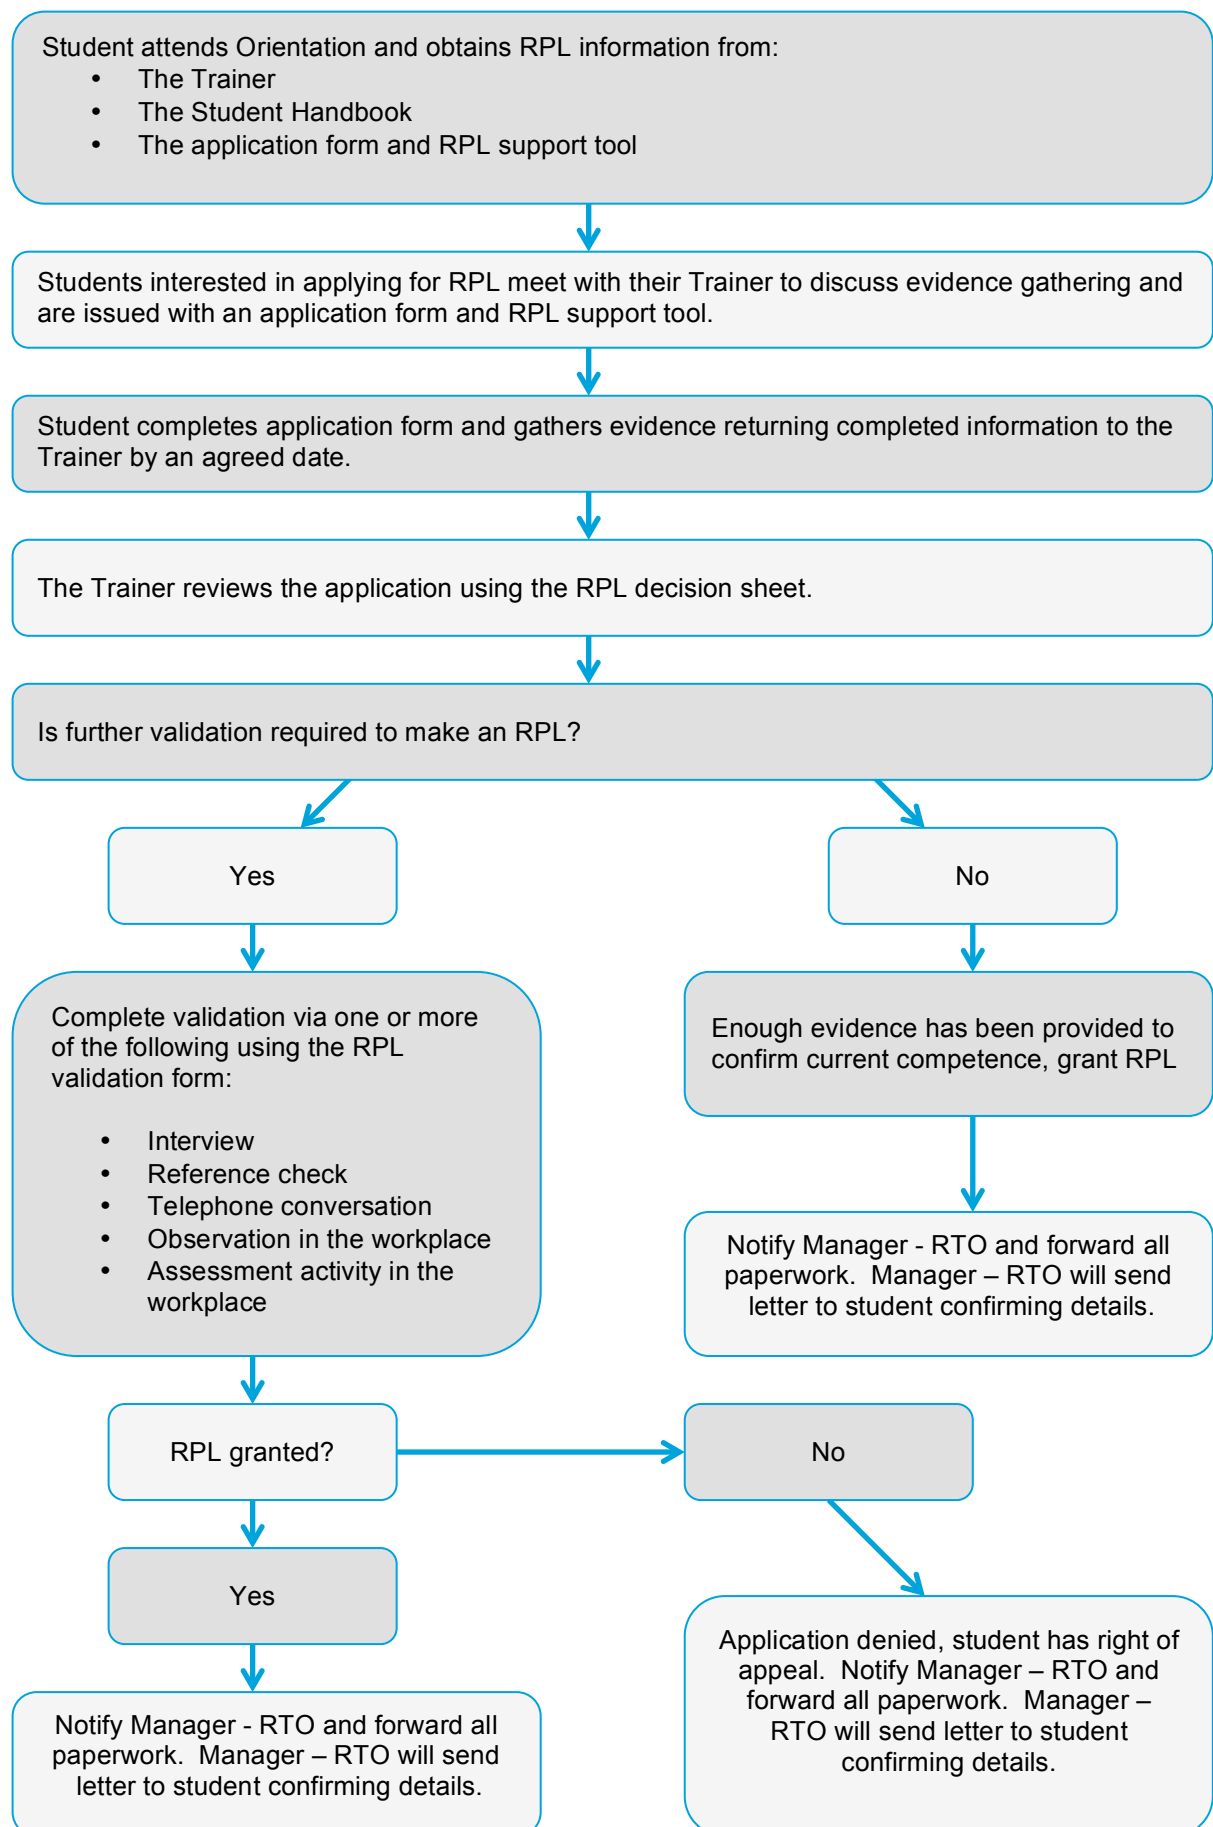 Student attends Orientation and obtains RPL information from:
• The Trainer
• The Student Handbook
• The application form and RPL support tool
Students interested in applying for RPL meet with their Trainer to discuss evidence gathering and
are issued with an application form and RPL support tool.
Student completes application form and gathers evidence returning completed information to the
Trainer by an agreed date.
The Trainer reviews the application using the RPL decision sheet.
Is further validation required to make an RPL?
Yes
No
Complete validation via one or more
of the following using the RPL
validation form:
• Interview
• Reference check
• Telephone conversation
• Observation in the workplace
• Assessment activity in the
workplace
Enough evidence has been provided to
confirm current competence, grant RPL
Notify Manager - RTO and forward all
paperwork.  Manager – RTO will send
letter to student confirming details.
RPL granted?
No
Yes
Application denied, student has right of
appeal.  Notify Manager – RTO and
forward all paperwork.  Manager –
RTO will send letter to student
confirming details.
Notify Manager - RTO and forward all
paperwork.  Manager – RTO will send
letter to student confirming details.